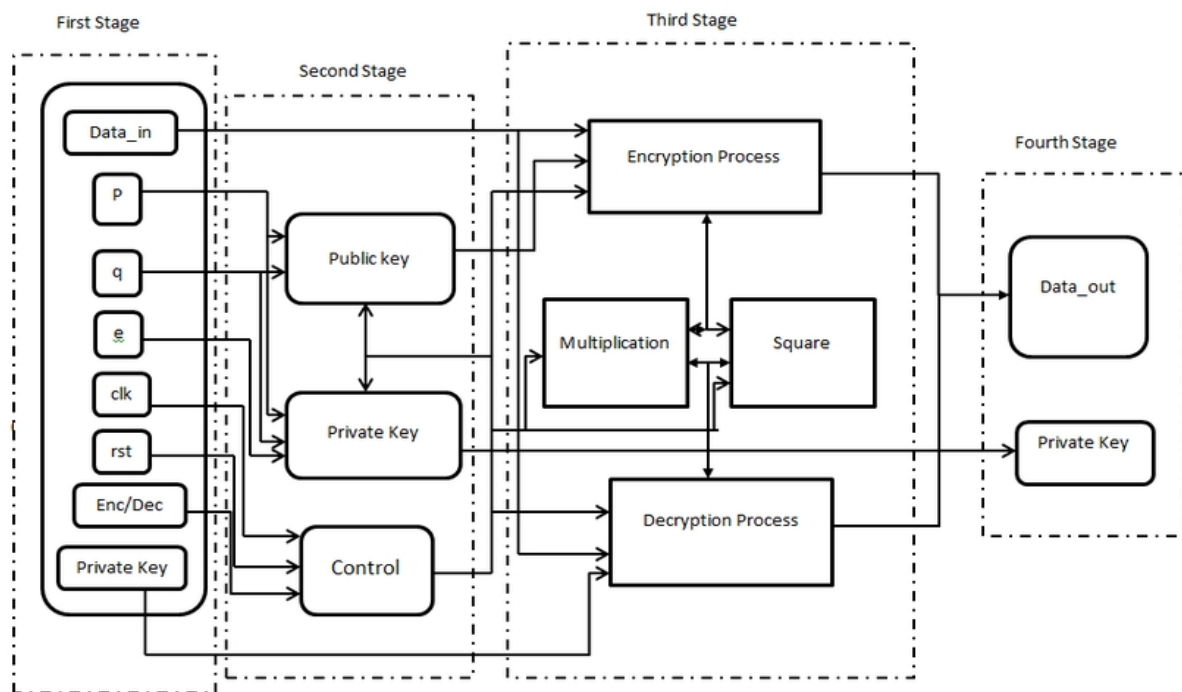 First Stage
Data_in
P
q
e
clk
rst
Enc/Dec
Private Key
Second Stage
Public key
Private Key
Control
Third Stage
Encryption Process
Multiplication
Square
Decryption Process
Fourth Stage
Data_out
Private Key